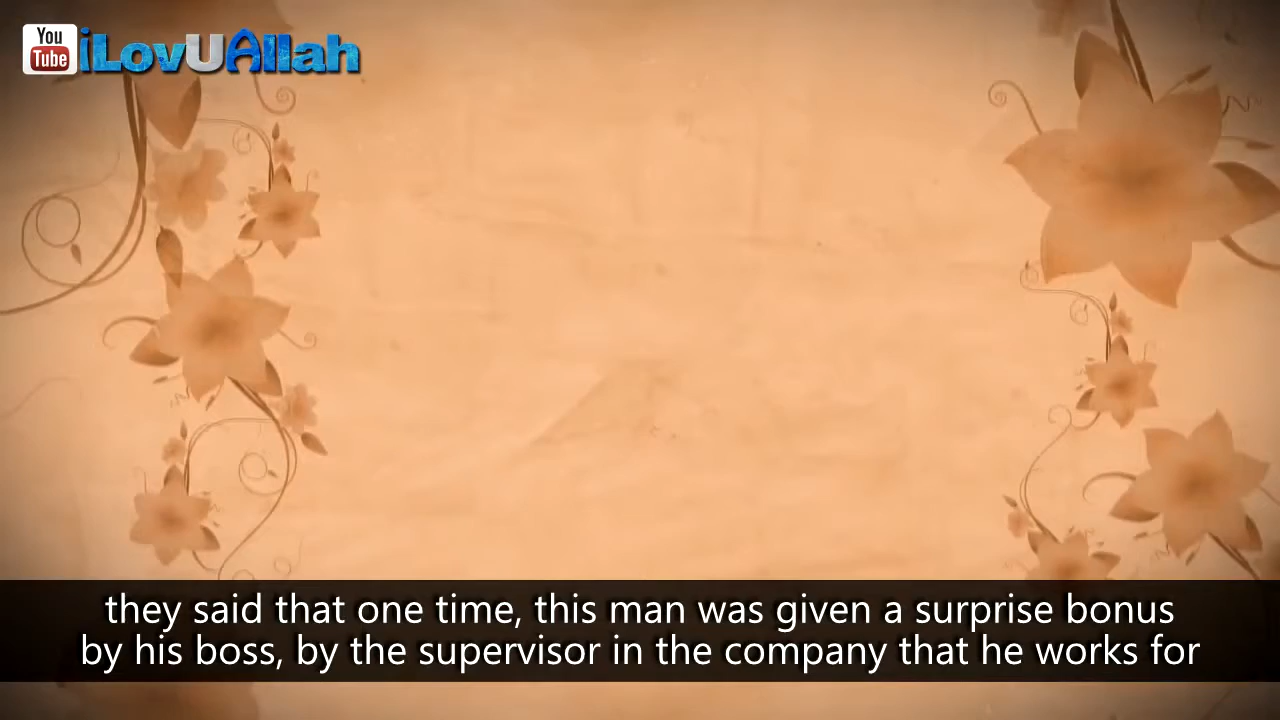 You
Tube
iLovUAllah
they said that one time, this man was given a surprise bonus
by his boss, by the supervisor in the company that he works for